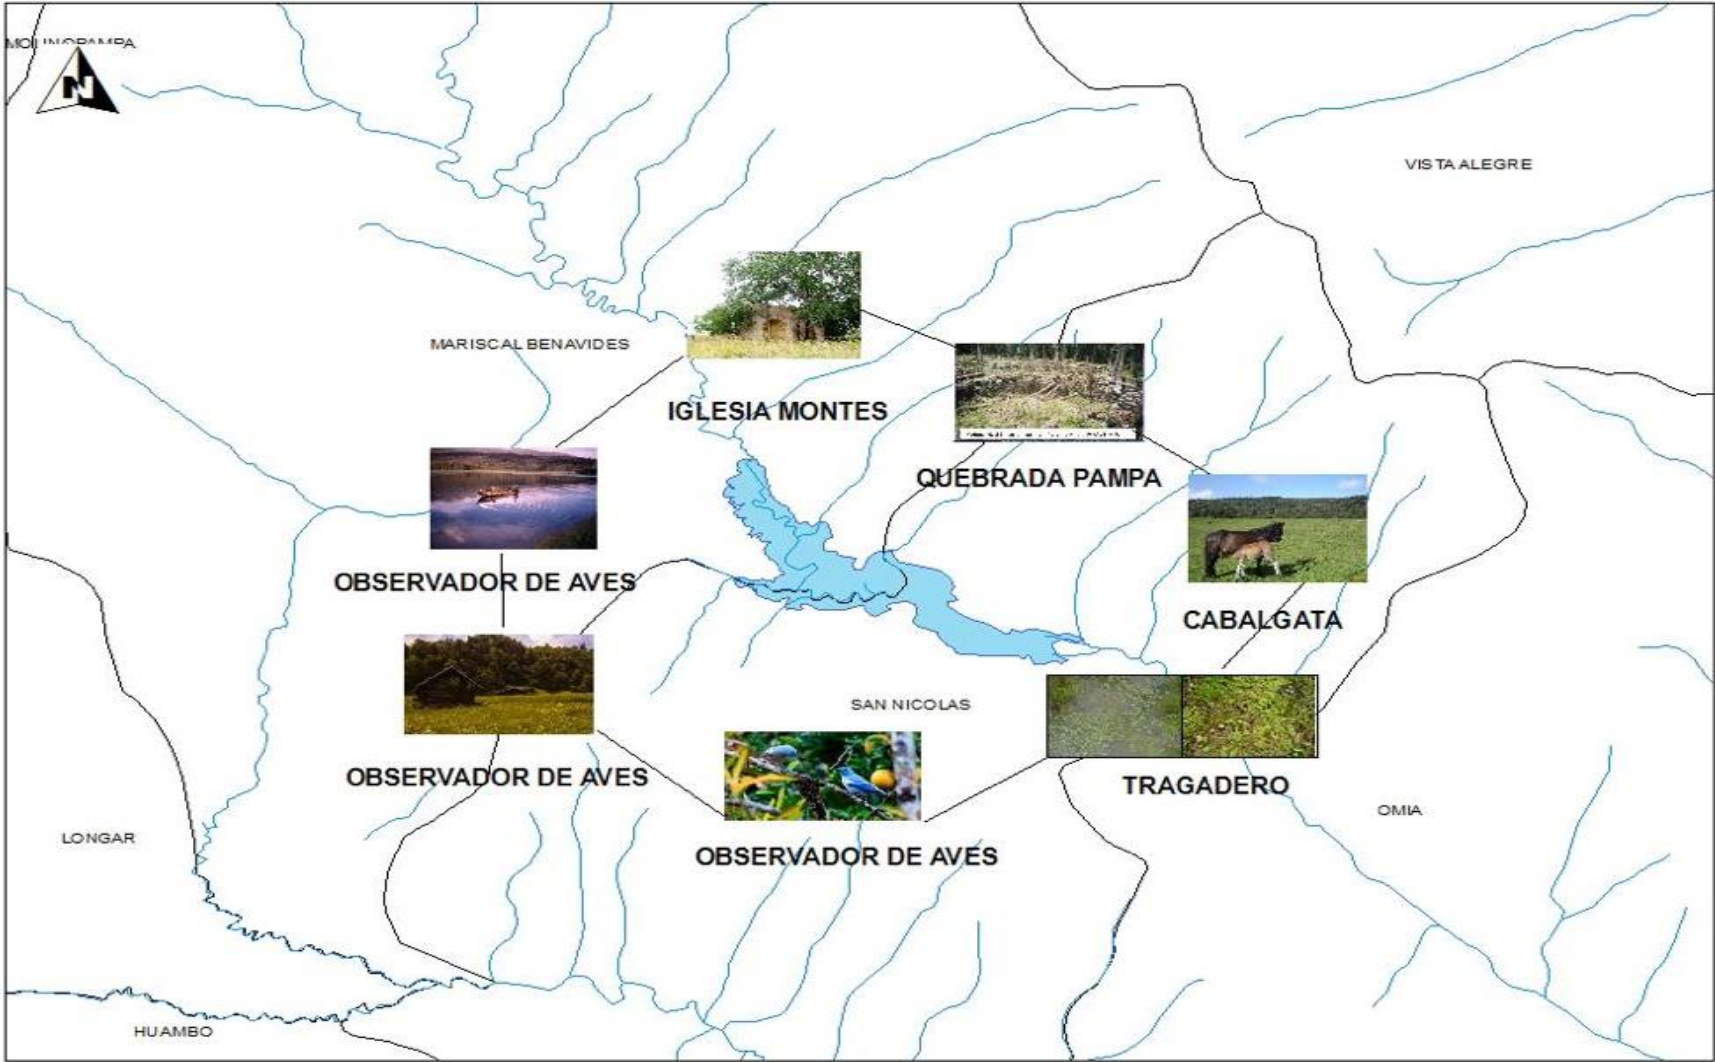 MOLINOPAMPA
N
VISTA ALEGRE
MARISCAL BENAVIDES
IGLESIA MONTES
QUEBRADA PAMPA
OBSERVADOR DE AVES
CABALGATA
SAN NICOLAS
OBSERVADOR DE AVES
TRAGADERO
OMIA
LONGAR
OBSERVADOR DE AVES
HUAMBO